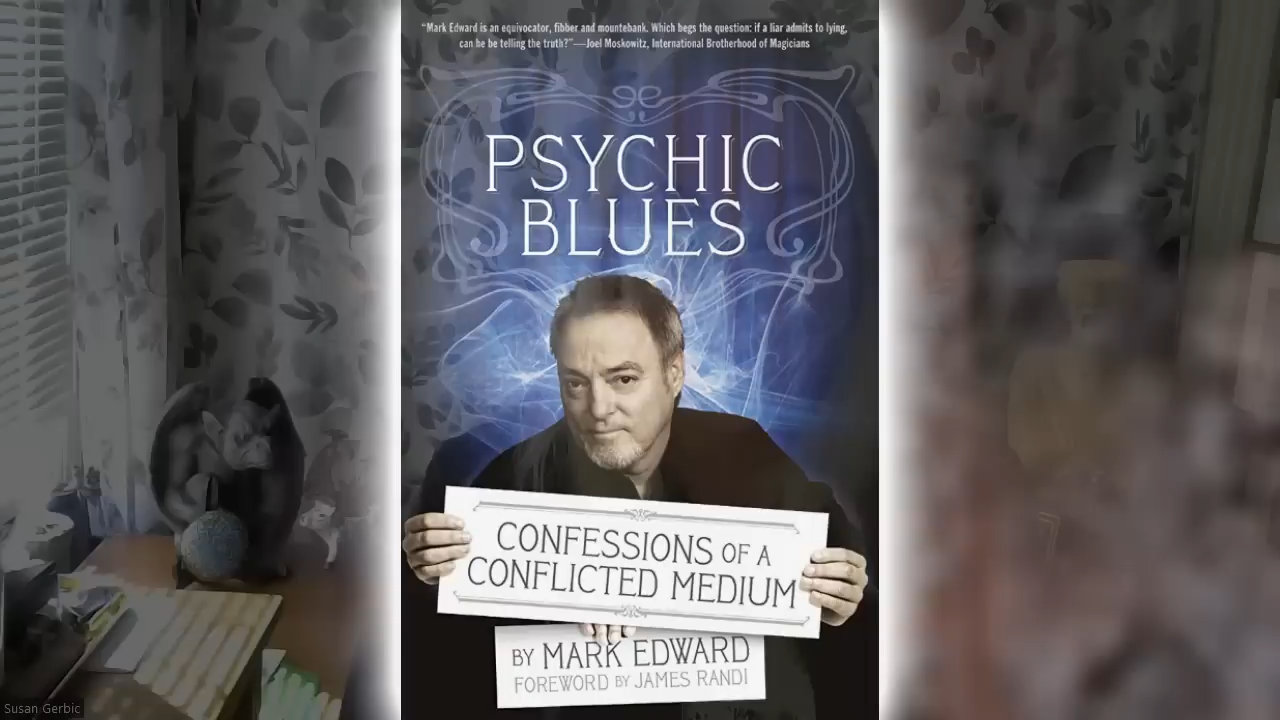 “Mark Edward is an equivocator, fibber and mountebank. Which begs the question: if a liar admits to lying,
can he be telling the truth?”—Joel Moskowitz, International Brotherhood of Magicians
PSYCHIC
BLUES
CONFESSIONS OF A
CONFLICTED MEDIUM
BY MARK EDWARD
FOREWORD BY JAMES RANDI
Susan Gerbic